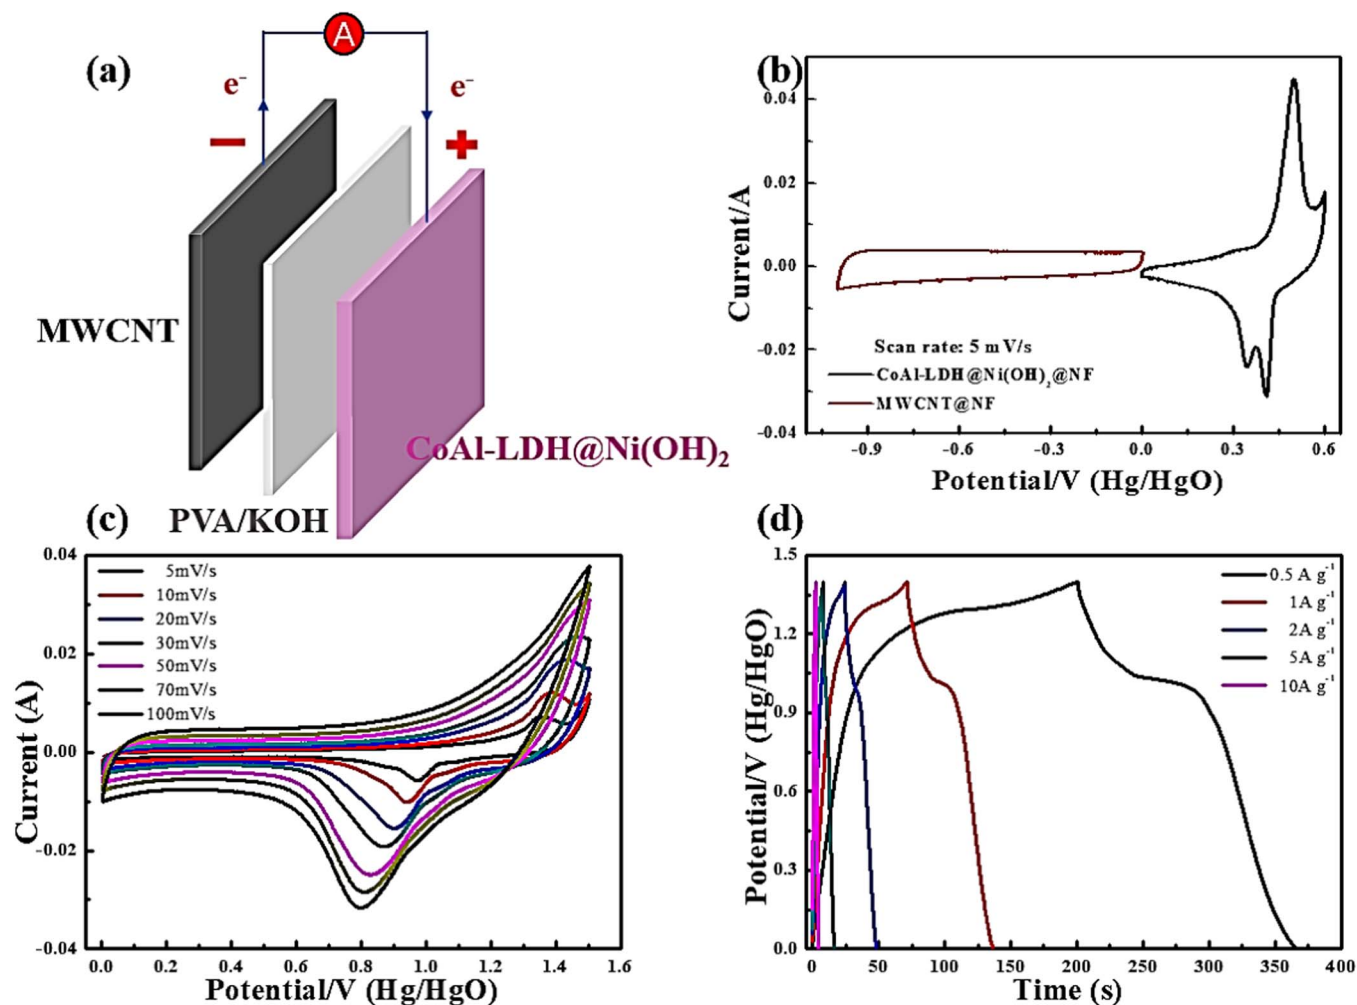 (a)
A
e⁻
e⁻
MWCNT
CoAl-LDH@Ni(OH)₂
PVA/KOH
(b)
Current/A
0.04
0.02
0.00
-0.02
-0.04
Scan rate: 5 mV/s
CoAl-LDH@Ni(OH)₂@NF
MWCNT@NF
-0.9 -0.6 -0.3 0.0 0.3 0.6
Potential/V (Hg/HgO)
(c)
Current (A)
0.04
0.02
0.00
-0.02
-0.04
5mV/s
10mV/s
20mV/s
30mV/s
50mV/s
70mV/s
100mV/s
0.0 0.2 0.4 0.6 0.8 1.0 1.2 1.4 1.6
Potential/V (Hg/HgO)
(d)
Potential/V (Hg/HgO)
1.5
1.2
0.9
0.6
0.3
0.0
0.5 A g⁻¹
1A g⁻¹
2A g⁻¹
5A g⁻¹
10A g⁻¹
0 50 100 150 200 250 300 350 400
Time (s)